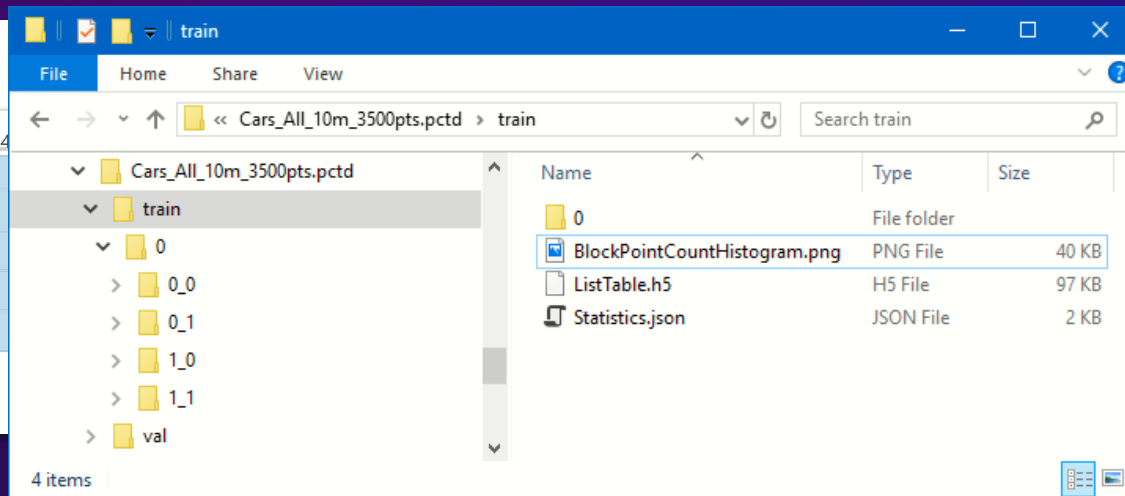 train
File Home Share View
« Cars_All_10m_3500pts.pctd > train Search train
4
Cars_All_10m_3500pts.pctd
train
0
0_0
0_1
1_0
1_1
val
Name Type Size
0 File folder
BlockPointCountHistogram.png PNG File 40 KB
ListTable.h5 H5 File 97 KB
Statistics.json JSON File 2 KB
4 items